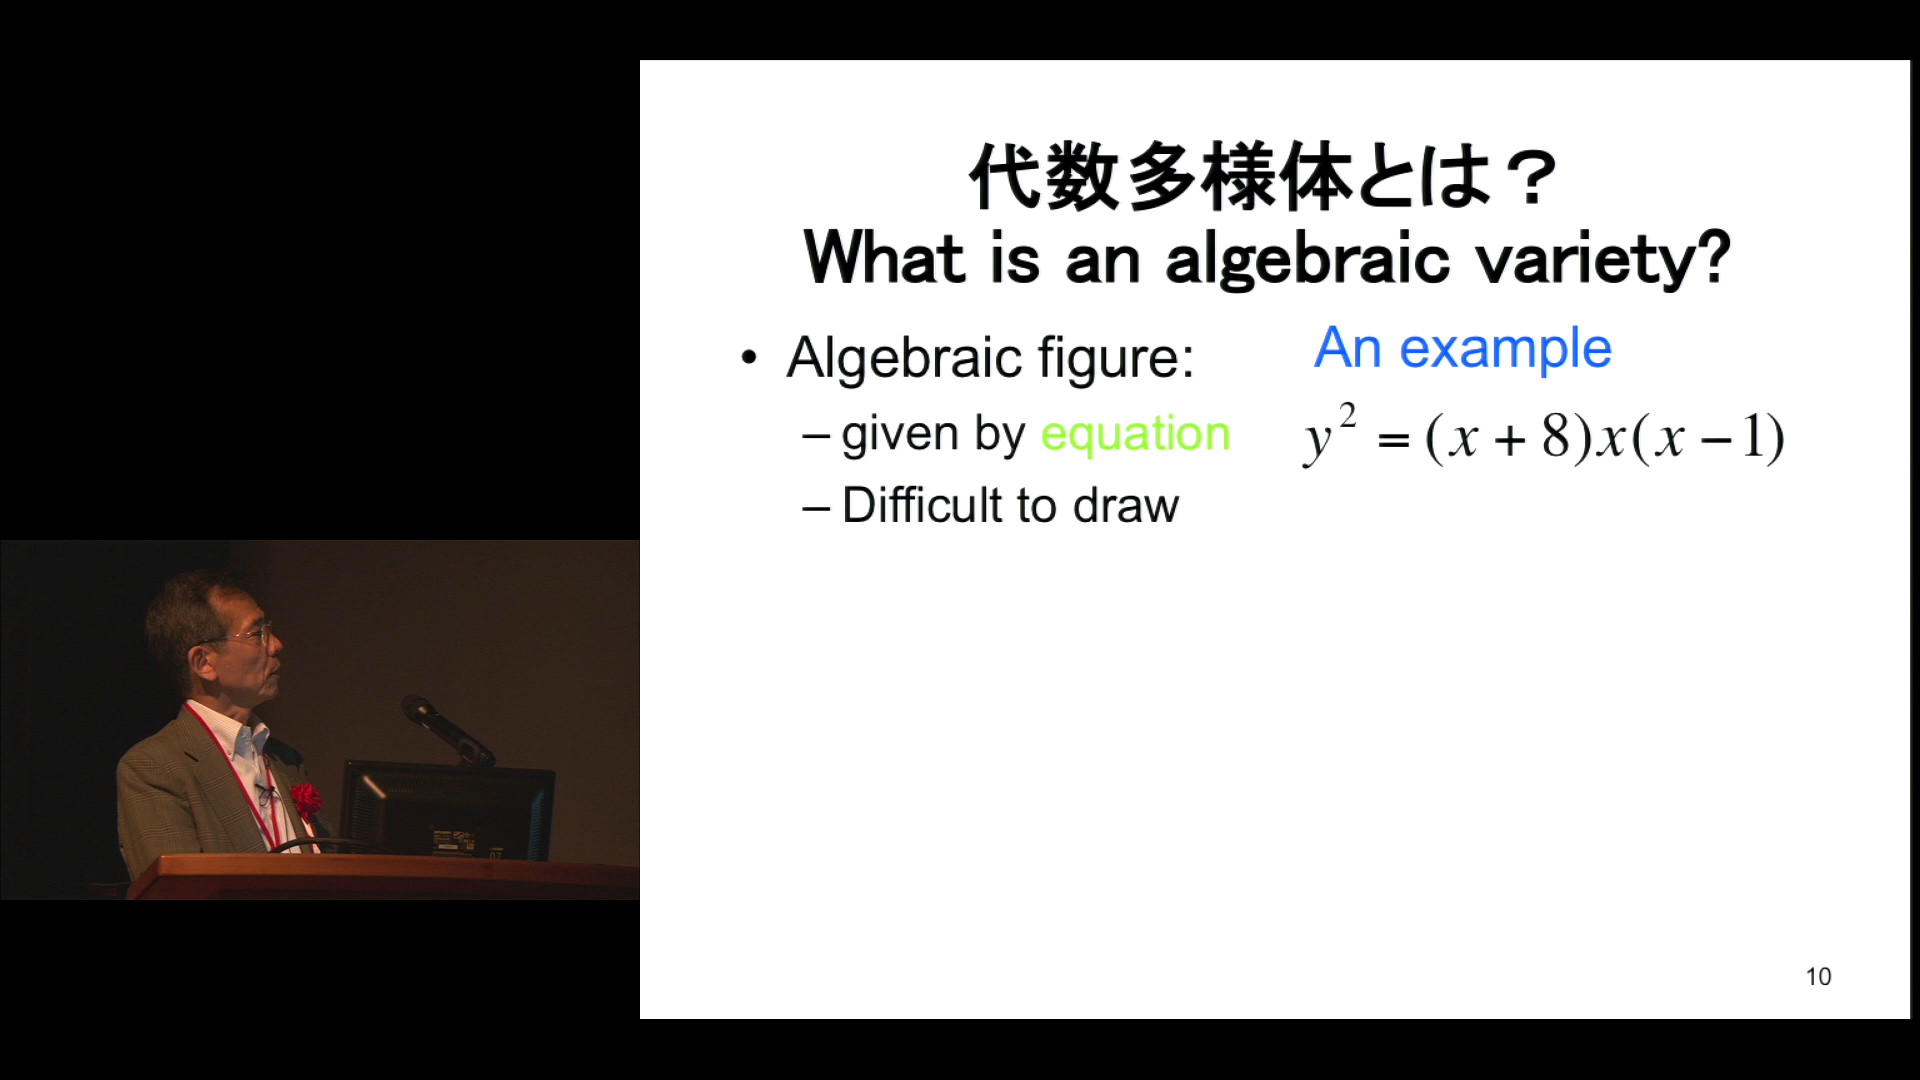 代数多様体とは？
What is an algebraic variety?
• Algebraic figure:
– given by equation
– Difficult to draw
An example
y² = (x + 8)x(x − 1)
10
07